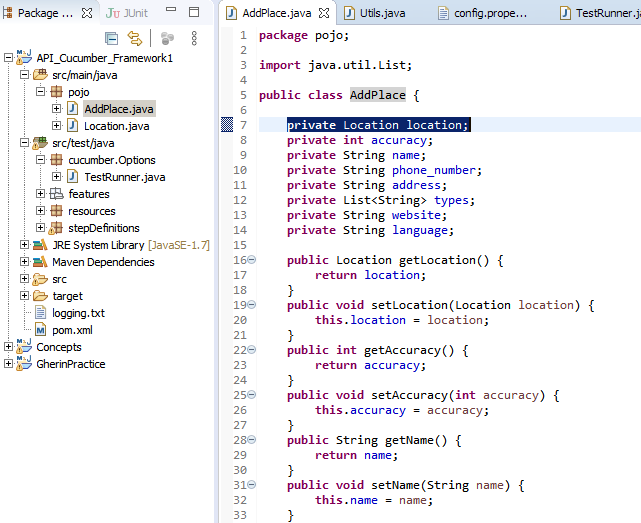 Package ...
JUnit
API_Cucumber_Framework1
src/main/java
pojo
AddPlace.java
Location.java
src/test/java
cucumber.Options
TestRunner.java
features
resources
stepDefinitions
JRE System Library [JavaSE-1.7]
Maven Dependencies
src
target
logging.txt
pom.xml
Concepts
GherinPractice
AddPlace.java Utils.java config.prope... TestRunner.ja
1 package pojo;
2
3 import java.util.List;
4
5 public class AddPlace {
6
7 private Location location;
8 private int accuracy;
9 private String name;
10 private String phone_number;
11 private String address;
12 private List<String> types;
13 private String website;
14 private String language;
15
16 public Location getLocation() {
17 return location;
18 }
19 public void setLocation(Location location) {
20 this.location = location;
21 }
22 public int getAccuracy() {
23 return accuracy;
24 }
25 public void setAccuracy(int accuracy) {
26 this.accuracy = accuracy;
27 }
28 public String getName() {
29 return name;
30 }
31 public void setName(String name) {
32 this.name = name;
33 }